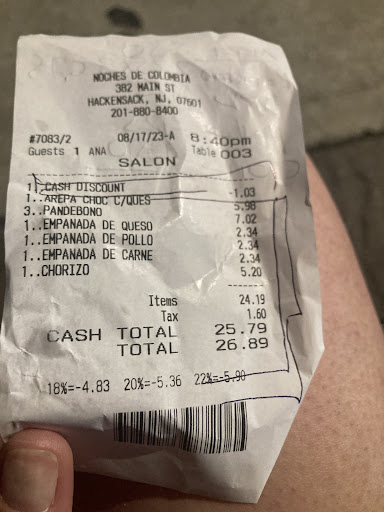 NOCHES DE COLOMBIA
382 MAIN ST
HACKENSACK, NJ, 07601
201-880-8400
#7083/2 08/17/23-A 8:40pm
Guests 1 ANA Table 003
SALON
1..CASH DISCOUNT -1.03
1..AREPA CHOC C/QUES 5.98
3..PANDEBONO 7.02
1..EMPANADA DE QUESO 2.34
1..EMPANADA DE POLLO 2.34
1..EMPANADA DE CARNE 2.34
1..CHORIZO 5.20
Items 24.19
Tax 1.60
CASH TOTAL 25.79
TOTAL 26.89
18%=-4.83 20%=-5.36 22%=-5.90